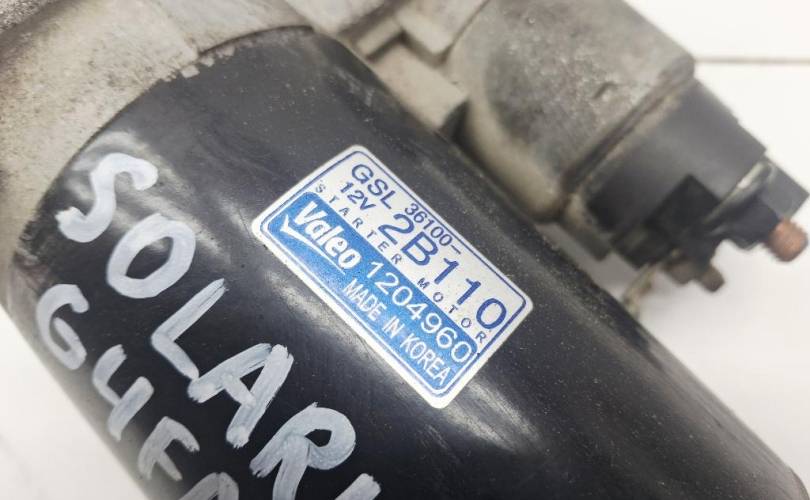 GSL 36100-
12V 2B110
STARTER MOTOR
Valeo 1204960
MADE IN KOREA
SOLARI
G4F